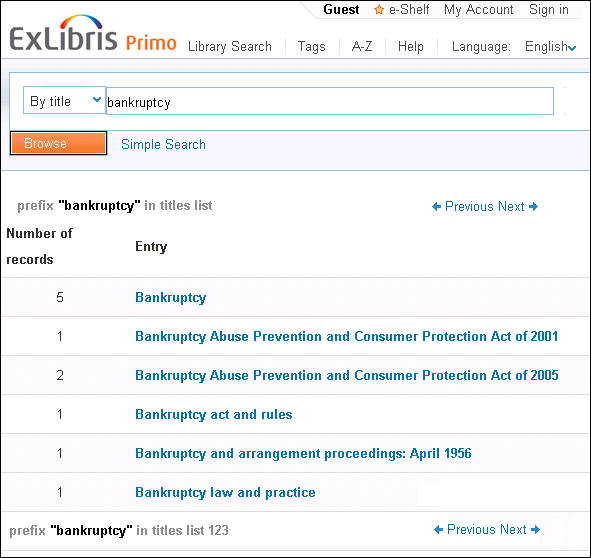 Guest e-Shelf My Account Sign in
ExLibris Primo Library Search Tags A-Z Help Language: English
By title bankruptcy
Browse Simple Search
prefix "bankruptcy" in titles list Previous Next
Number of records Entry
5 Bankruptcy
1 Bankruptcy Abuse Prevention and Consumer Protection Act of 2001
2 Bankruptcy Abuse Prevention and Consumer Protection Act of 2005
1 Bankruptcy act and rules
1 Bankruptcy and arrangement proceedings: April 1956
1 Bankruptcy law and practice
prefix "bankruptcy" in titles list 123 Previous Next